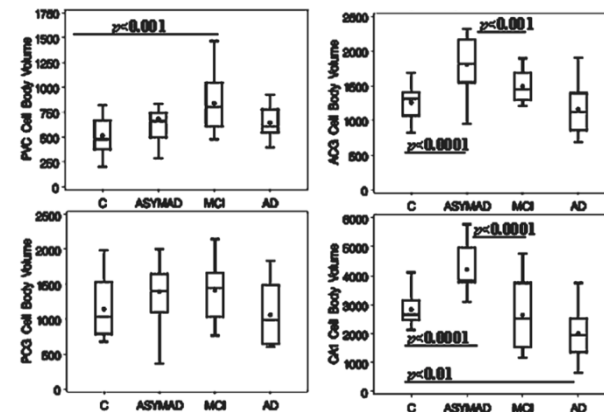 p<0.001
PVC Cell Body Volume
1750
1500
1250
1000
750
500
250
0
C ASYMAD MCI AD
p<0.001
ACG Cell Body Volume
2500
2000
1500
1000
500
0
p<0.0001
C ASYMAD MCI AD
PCG Cell Body Volume
2500
2000
1500
1000
500
0
C ASYMAD MCI AD
p<0.0001
CA1 Cell Body Volume
6000
5000
4000
3000
2000
1000
0
p<0.0001
p<0.01
C ASYMAD MCI AD